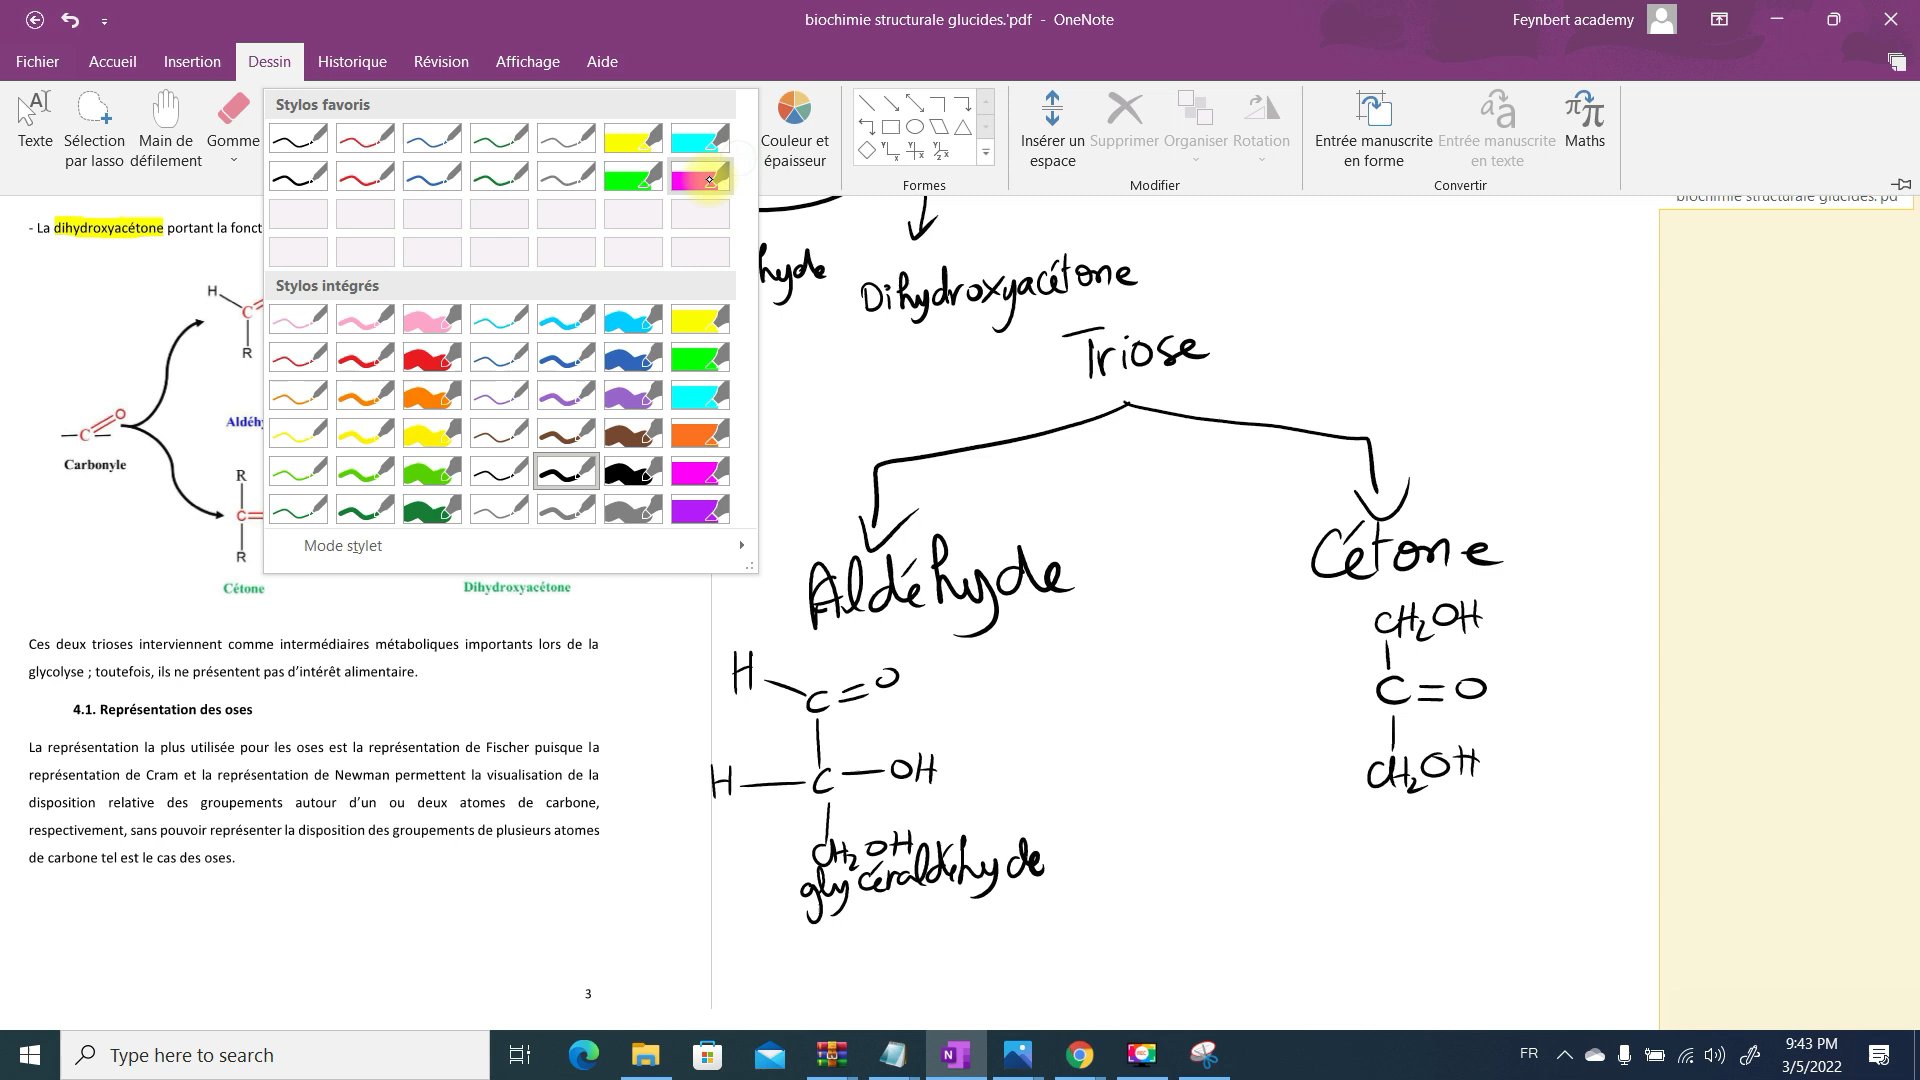 biochimie structurale glucides.'pdf - OneNote
Feynbert academy
Fichier Accueil Insertion Dessin Historique Révision Affichage Aide
Texte
Sélection par lasso
Main de défilement
Gomme
Stylos favoris
Stylos intégrés
Mode stylet
Couleur et épaisseur
Formes
Insérer un espace
Supprimer
Organiser
Rotation
Modifier
Entrée manuscrite en forme
Entrée manuscrite en texte
Maths
Convertir
biochimie structurale glucides.'pd
- La dihydroxyacétone portant la fonct
H
C
R
O
C
Carbonyle
Aldéhy
R
C
R
Cétone
Dihydroxyacétone
Ces deux trioses interviennent comme intermédiaires métaboliques importants lors de la
glycolyse ; toutefois, ils ne présentent pas d'intérêt alimentaire.
4.1. Représentation des oses
La représentation la plus utilisée pour les oses est la représentation de Fischer puisque la
représentation de Cram et la représentation de Newman permettent la visualisation de la
disposition relative des groupements autour d'un ou deux atomes de carbone,
respectivement, sans pouvoir représenter la disposition des groupements de plusieurs atomes
de carbone tel est le cas des oses.
3
hyde
Dihydroxyacétone
Triose
Aldéhyde
Cétone
H
C=O
H C OH
CH2OH
glycéraldéhyde
CH2OH
C=O
CH2OH
Type here to search
FR
9:43 PM
3/5/2022